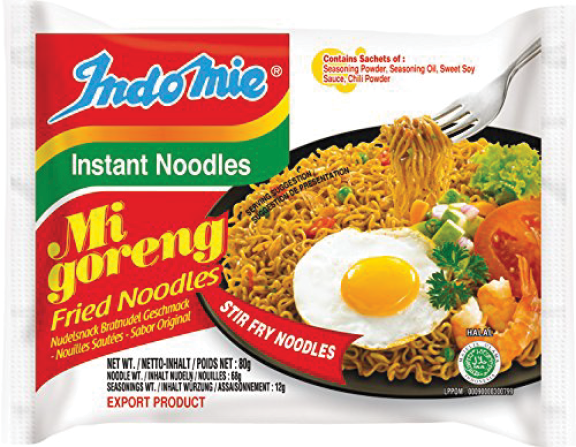 Indomie®
Contains Sachets of :
Seasoning Powder, Seasoning Oil, Sweet Soy
Sauce, Chili Powder
Instant Noodles
SERVING SUGGESTION
SUGGESTION DE PRESENTATION
Mi
goreng
Fried Noodles
Nudelsnack Bratnudel Geschmack
- Nouilles Sautées - Sabor Original
STIR FRY NOODLES
HALAL
NET WT. / NETTO-INHALT / POIDS NET : 80g
NOODLE WT. / INHALT NUDELN / NOUILLES : 68g
SEASONINGS WT. / INHALT WÜRZUNG / ASSAISONNEMENT : 12g
EXPORT PRODUCT
LPPOM